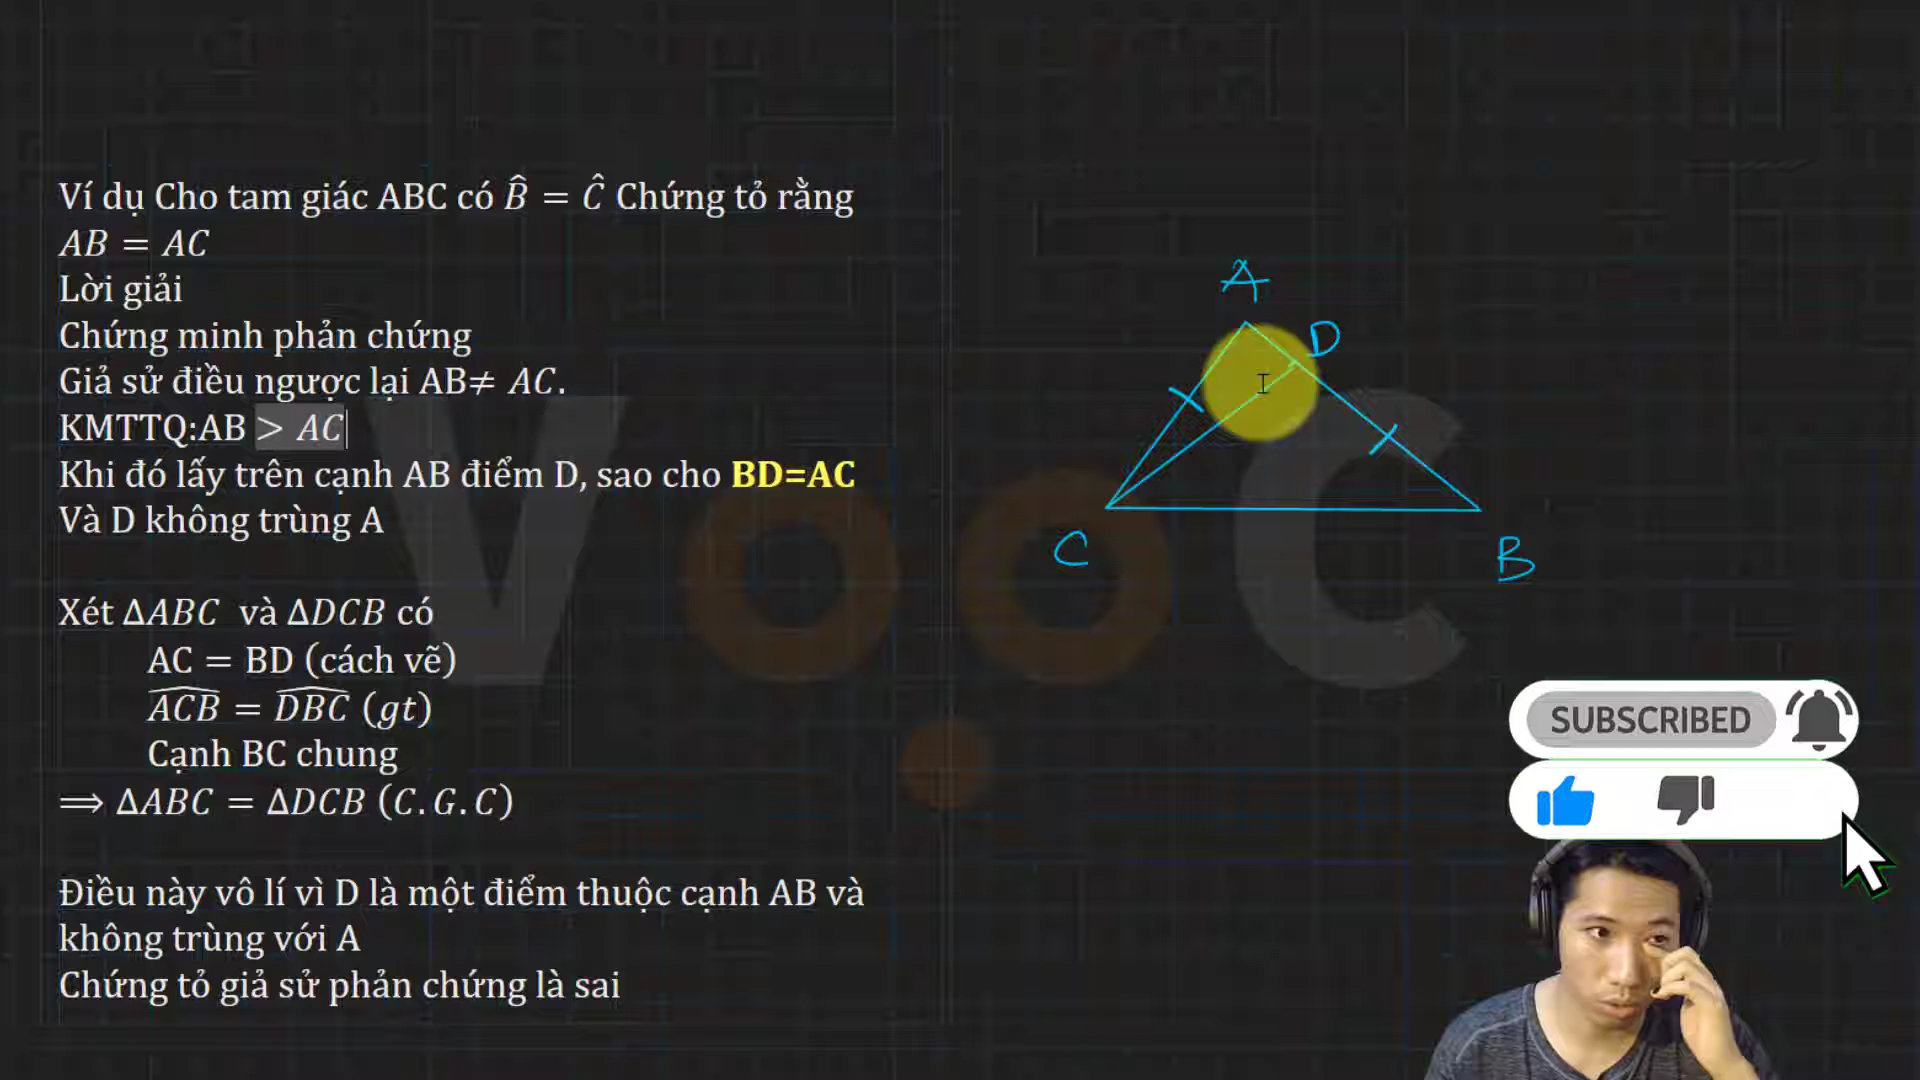 Ví dụ Cho tam giác ABC có B̂ = Ĉ Chứng tỏ rằng
AB = AC
Lời giải
Chứng minh phản chứng
Giả sử điều ngược lại AB≠ AC.
KMTTQ:AB > AC
Khi đó lấy trên cạnh AB điểm D, sao cho BD=AC
Và D không trùng A
Xét ΔABC và ΔDCB có
AC = BD (cách vẽ)
\widehat{ACB} = \widehat{DBC} (gt)
Cạnh BC chung
⟹ ΔABC = ΔDCB (C.G.C)
Điều này vô lí vì D là một điểm thuộc cạnh AB và
không trùng với A
Chứng tỏ giả sử phản chứng là sai
A
D
C
B
VooC
SUBSCRIBED